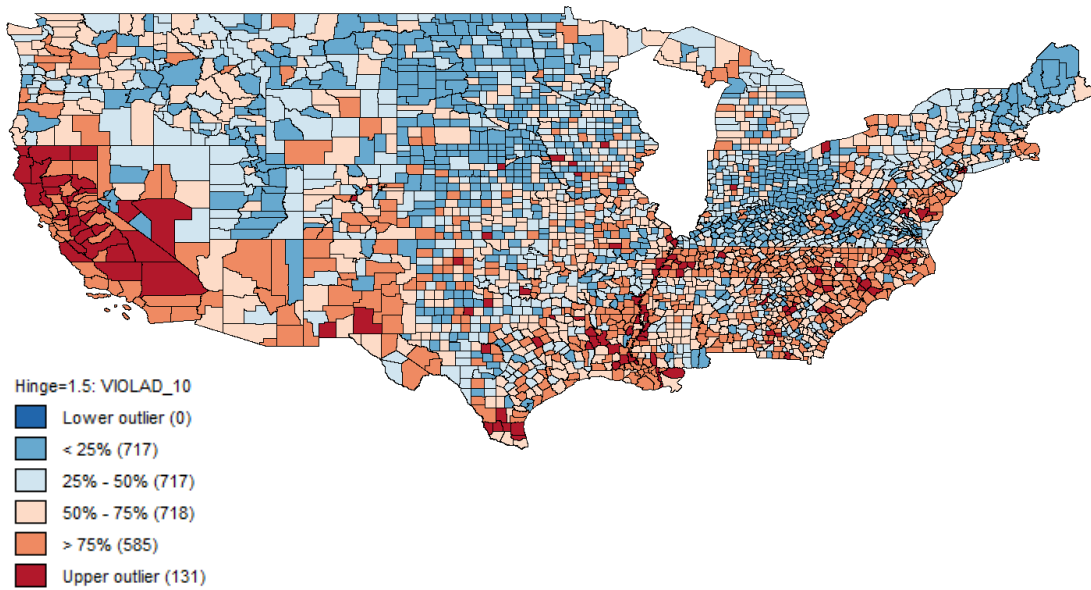 Hinge=1.5: VIOLAD_10
Lower outlier (0)
< 25% (717)
25% - 50% (717)
50% - 75% (718)
> 75% (585)
Upper outlier (131)